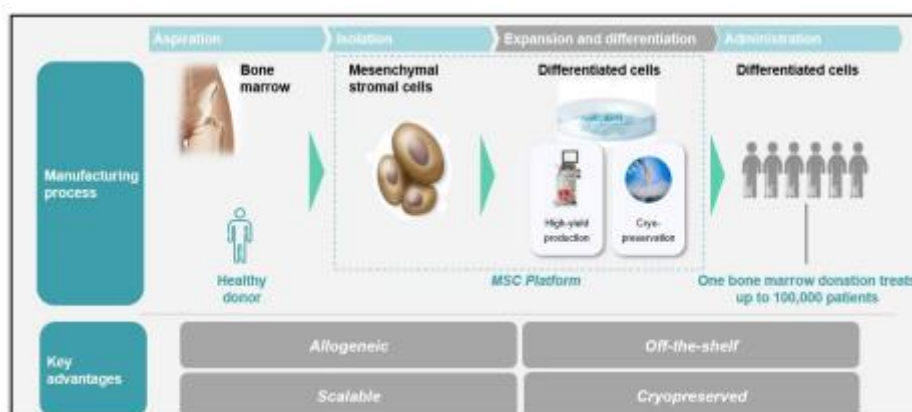 Aspiration
Isolation
Expansion and differentiation
Administration
Manufacturing
process
Bone
marrow
Healthy
donor
Mesenchymal
stromal cells
Differentiated cells
High-yield
production
Cryo-
preservation
MSC Platform
Differentiated cells
One bone marrow donation treats
up to 100,000 patients
Key
advantages
Allogeneic
Off-the-shelf
Scalable
Cryopreserved